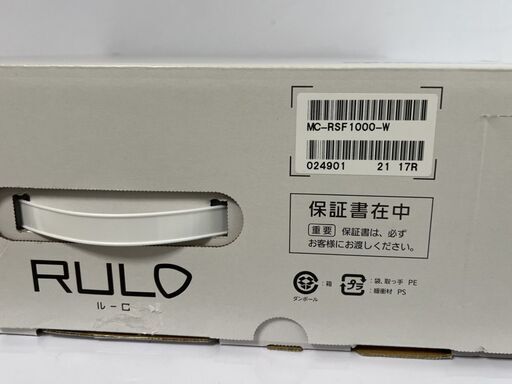 MC-RSF1000-W
024901 21 17R
保証書在中
重要 保証書は、必ず
お客様にお渡しください。
RULO
ルーロ
ダンボール
:箱
プラ
:袋、取っ手 PE
:緩衝材 PS